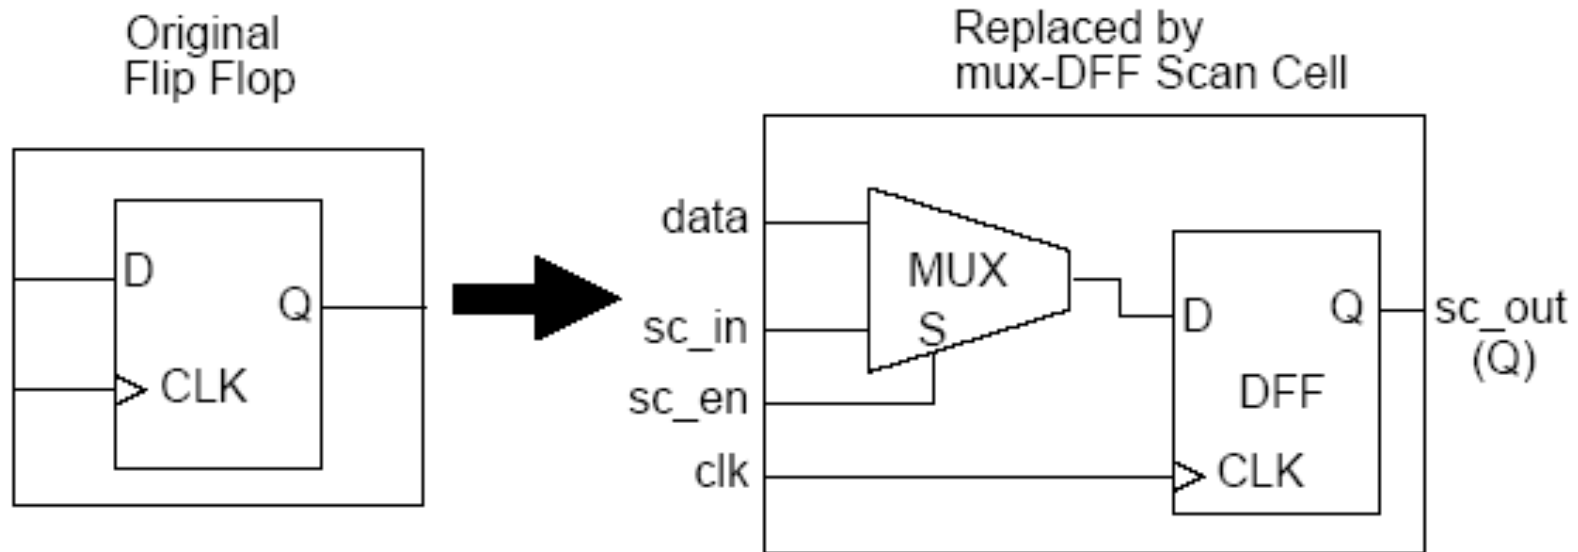 Original
Flip Flop
D
Q
CLK
Replaced by
mux-DFF Scan Cell
data
sc_in
sc_en
clk
MUX
S
D
Q
DFF
CLK
sc_out
(Q)